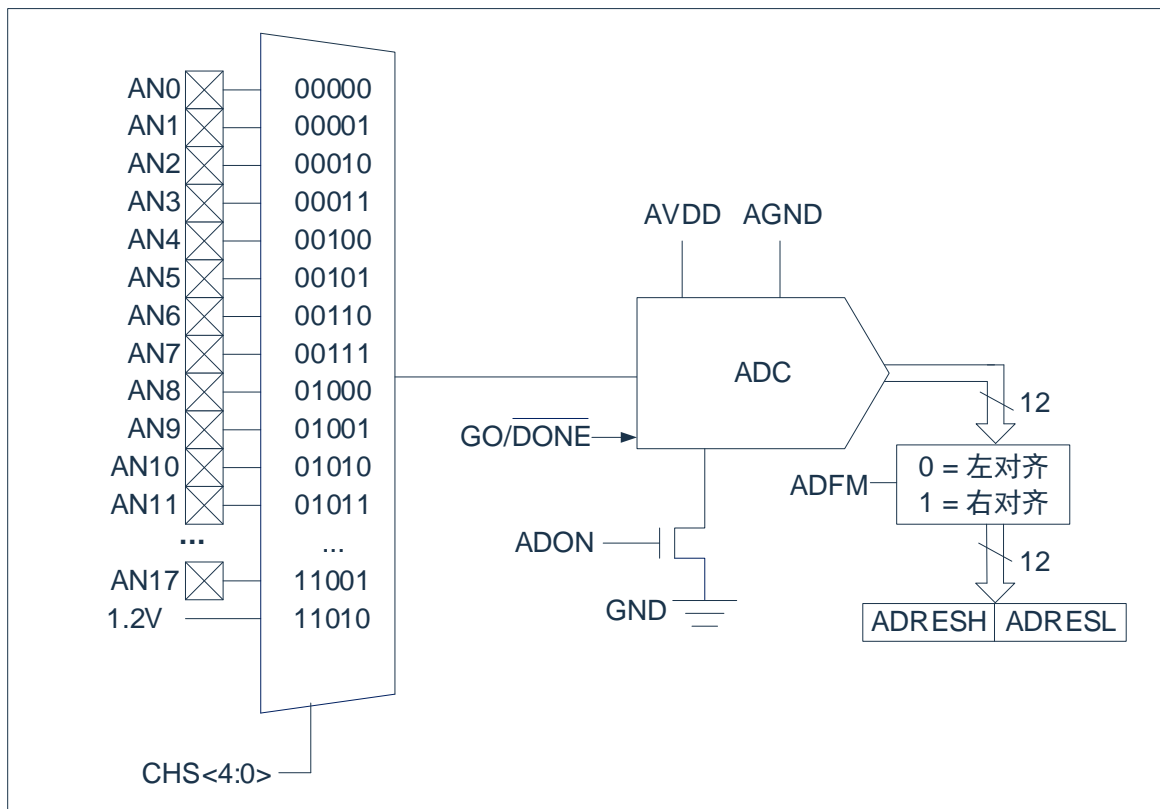 AN0 00000
AN1 00001
AN2 00010
AN3 00011
AN4 00100
AN5 00101
AN6 00110
AN7 00111
AN8 01000
AN9 01001
AN10 01010
AN11 01011
... ...
AN17 11001
1.2V 11010
CHS<4:0>
AVDD AGND
ADC
GO/DONE
ADON
GND
12
ADFM
0 = 左对齐
1 = 右对齐
12
ADRESH ADRESL